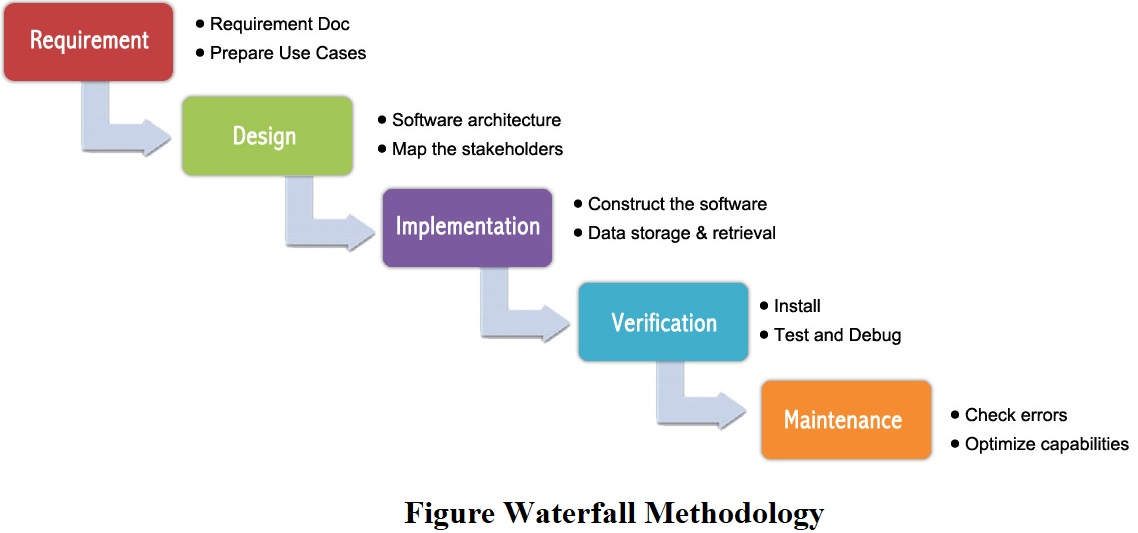 Requirement
• Requirement Doc
• Prepare Use Cases
Design
• Software architecture
• Map the stakeholders
Implementation
• Construct the software
• Data storage & retrieval
Verification
• Install
• Test and Debug
Maintenance
• Check errors
• Optimize capabilities
Figure Waterfall Methodology